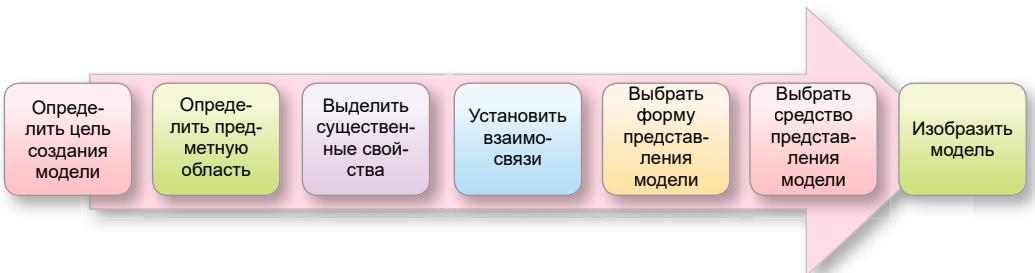 Опреде-
лить цель
создания
модели
Опреде-
лить пред-
метную
область
Выделить
существен-
ные свой-
ства
Установить
взаимо-
связи
Выбрать
форму
представ-
ления
модели
Выбрать
средство
представ-
ления
модели
Изобразить
модель